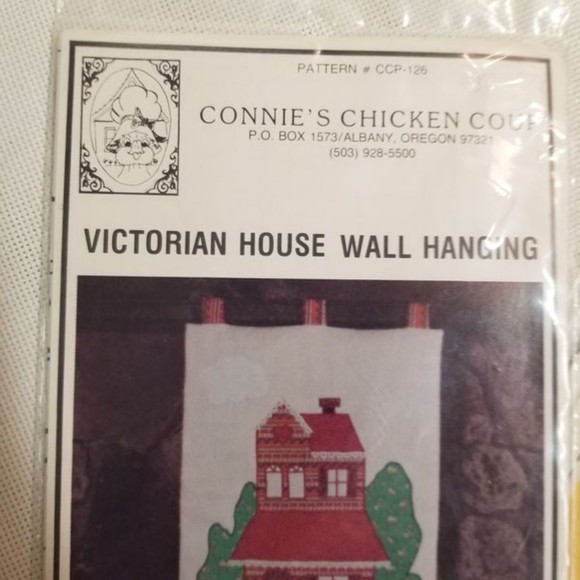 PATTERN # CCP-126
CONNIE'S CHICKEN COUP
P.O. BOX 1573/ALBANY, OREGON 97321
(503) 928-5500
VICTORIAN HOUSE WALL HANGING